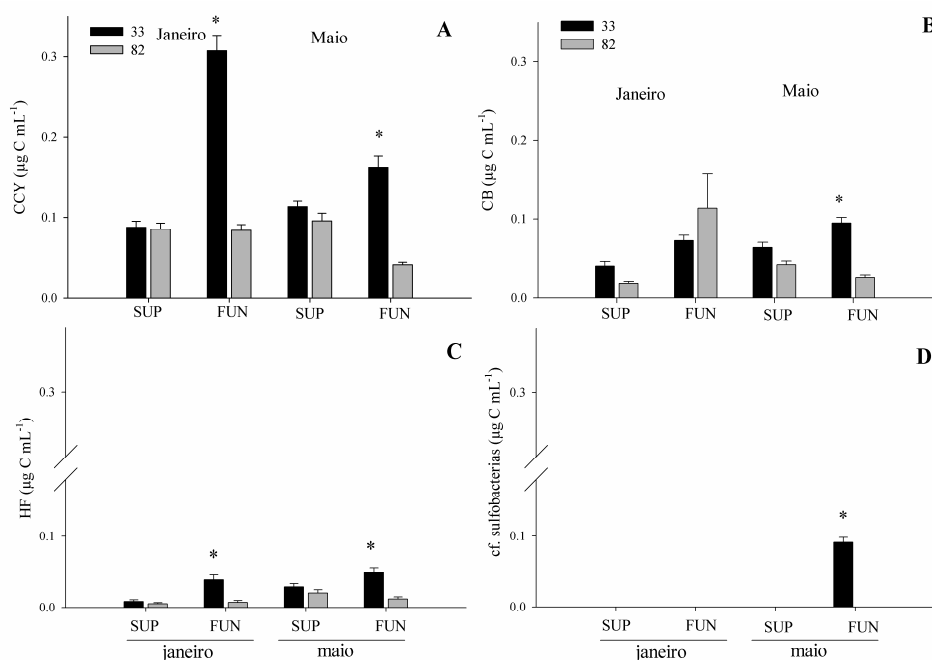 33
82
Janeiro
*
Maio
*
A
0.3
0.2
0.1
0.0
CCY (µg C mL⁻¹)
SUP
FUN
SUP
FUN
33
82
Janeiro
Maio
*
B
0.3
0.2
0.1
0.0
CB (µg C mL⁻¹)
SUP
FUN
SUP
FUN
C
0.3
0.1
0.0
HF (µg C mL⁻¹)
*
*
SUP
FUN
SUP
FUN
janeiro
maio
D
0.3
0.1
0.0
cf. sulfobacterias (µg C mL⁻¹)
*
SUP
FUN
SUP
FUN
janeiro
maio